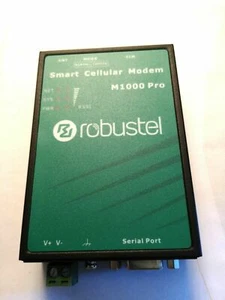 Smart Cellular Modem
M1000 Pro
robustel
V+ V-
Serial Port